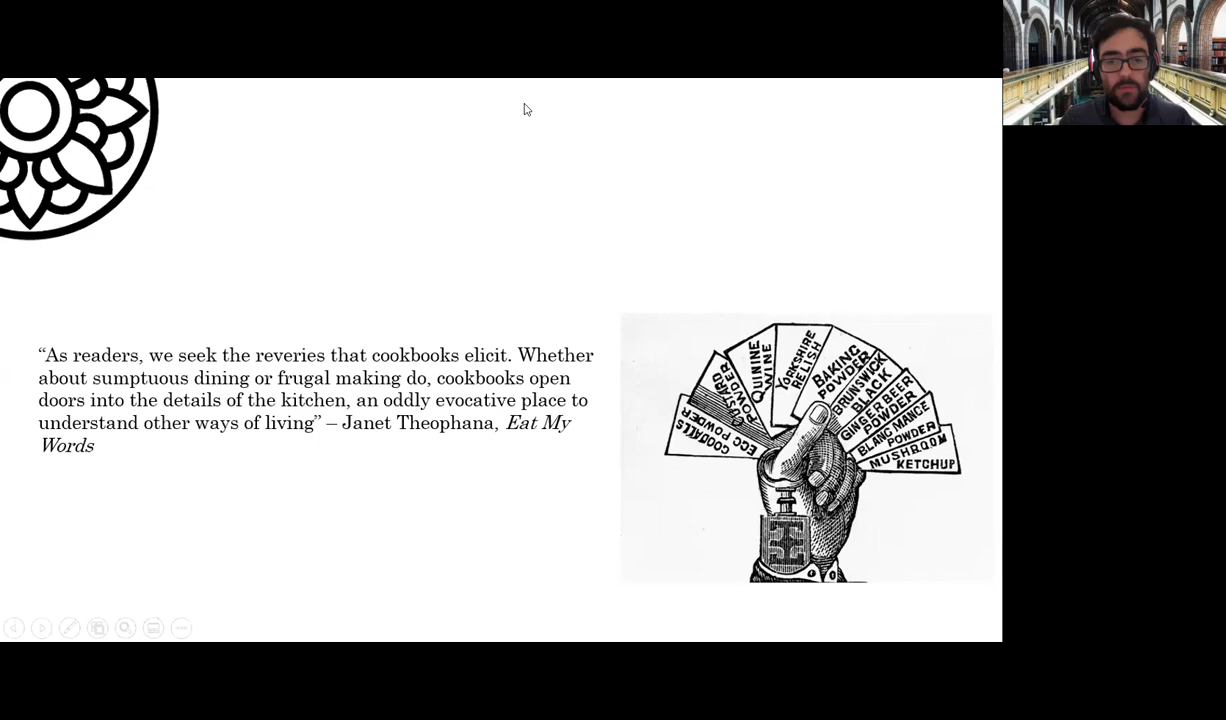 “As readers, we seek the reveries that cookbooks elicit. Whether
about sumptuous dining or frugal making do, cookbooks open
doors into the details of the kitchen, an oddly evocative place to
understand other ways of living” – Janet Theophana, Eat My
Words
GOODALLS
EGG POWDER
CUSTARD
POWDER
QUININE
WINE
YORKSHIRE
RELISH
BAKING
POWDER
BRUNSWICK
BLACK
GINGER BEER
POWDER
BLANC MANGE
POWDER
MUSHROOM
KETCHUP